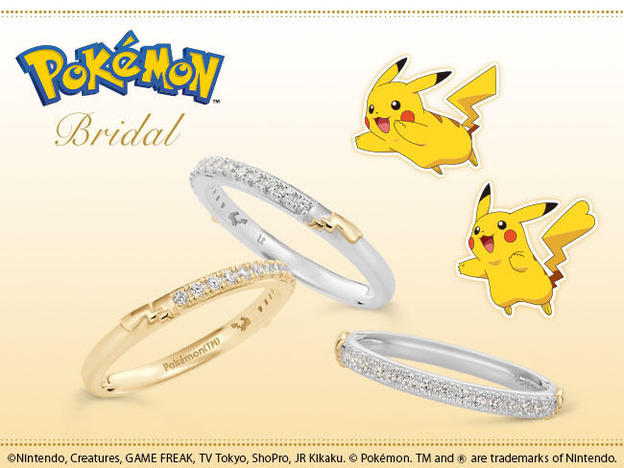 POKéMON
TM
Bridal
Pokémon(TM)
©Nintendo, Creatures, GAME FREAK, TV Tokyo, ShoPro, JR Kikaku. © Pokémon. TM and ® are trademarks of Nintendo.